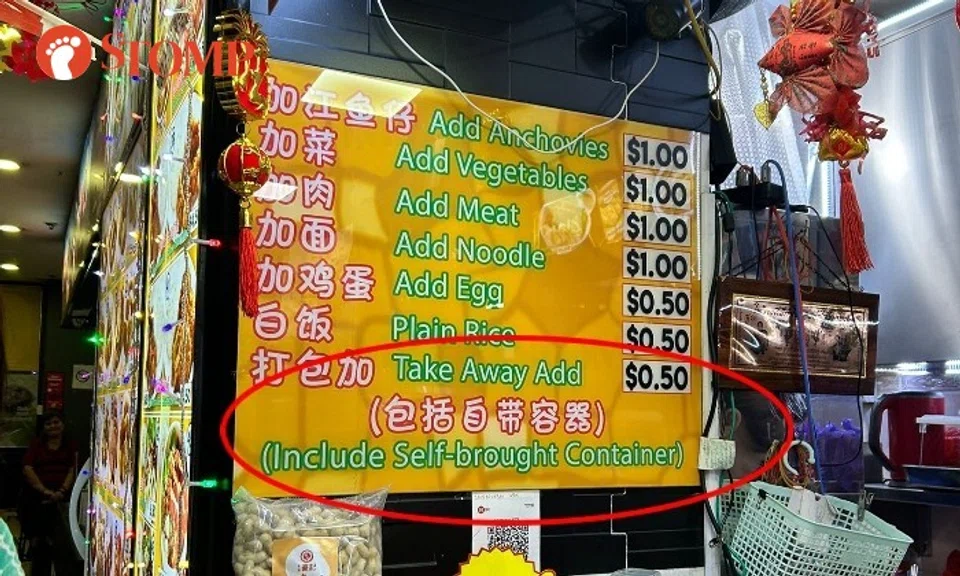 STOMP
加江鱼仔 Add Anchovies $1.00
加菜 Add Vegetables $1.00
加肉 Add Meat $1.00
加面 Add Noodle $1.00
加鸡蛋 Add Egg $0.50
白饭 Plain Rice $0.50
打包加 Take Away Add $0.50
(包括自带容器)
(Include Self-brought Container)